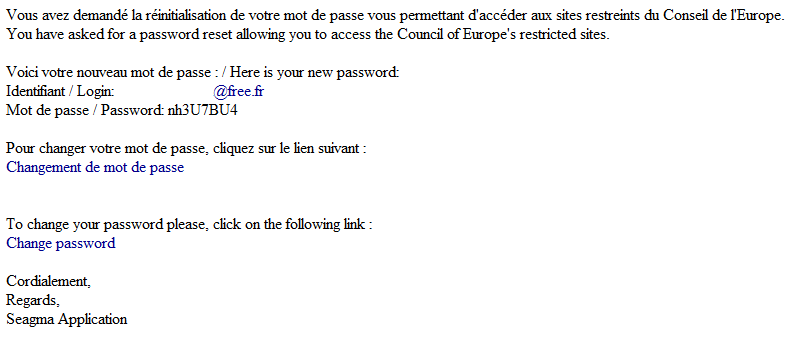 Vous avez demandé la réinitialisation de votre mot de passe vous permettant d'accéder aux sites restreints du Conseil de l'Europe.
You have asked for a password reset allowing you to access the Council of Europe's restricted sites.
Voici votre nouveau mot de passe : / Here is your new password:
Identifiant / Login: @free.fr
Mot de passe / Password: nh3U7BU4
Pour changer votre mot de passe, cliquez sur le lien suivant :
Changement de mot de passe
To change your password please, click on the following link :
Change password
Cordialement,
Regards,
Seagma Application